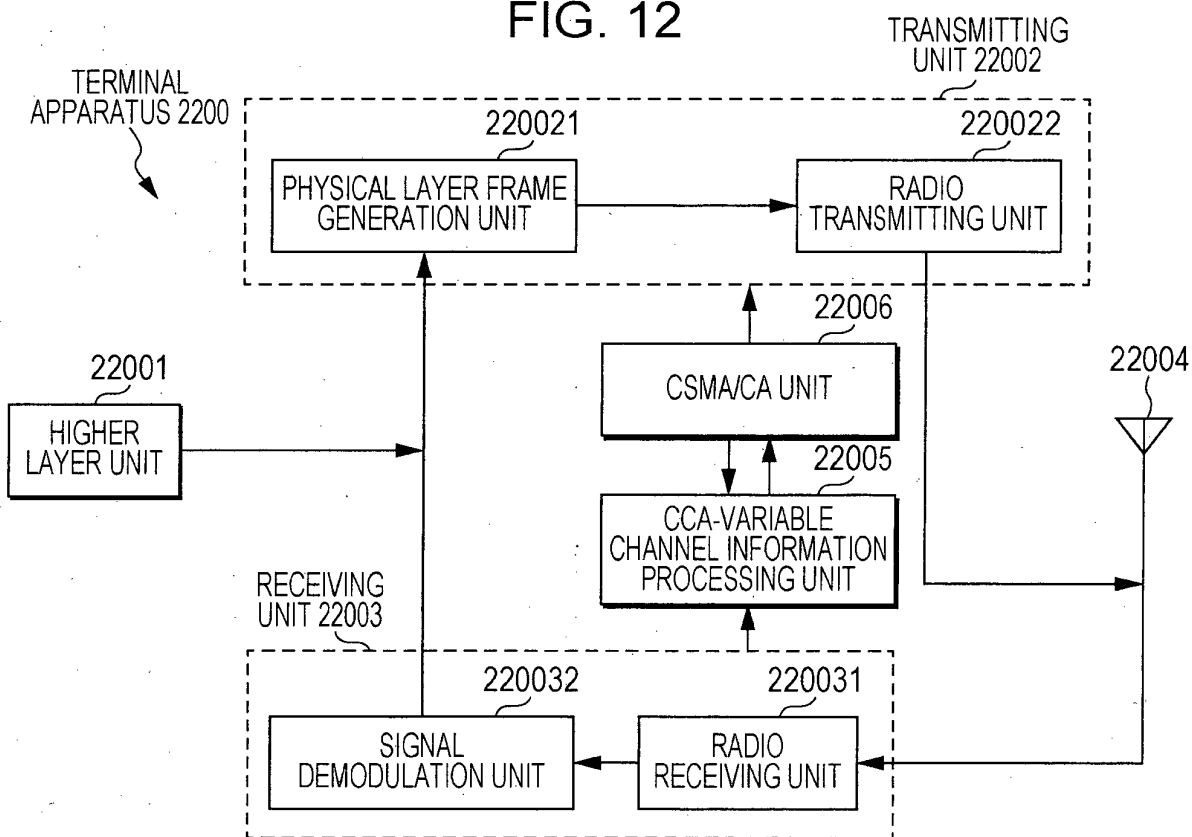 FIG. 12
TRANSMITTING
UNIT 22002
TERMINAL
APPARATUS 2200
220021
220022
PHYSICAL LAYER FRAME
GENERATION UNIT
RADIO
TRANSMITTING UNIT
22006
CSMA/CA UNIT
22004
22001
HIGHER
LAYER UNIT
22005
CCA-VARIABLE
CHANNEL INFORMATION
PROCESSING UNIT
RECEIVING
UNIT 22003
220032
220031
SIGNAL
DEMODULATION UNIT
RADIO
RECEIVING UNIT